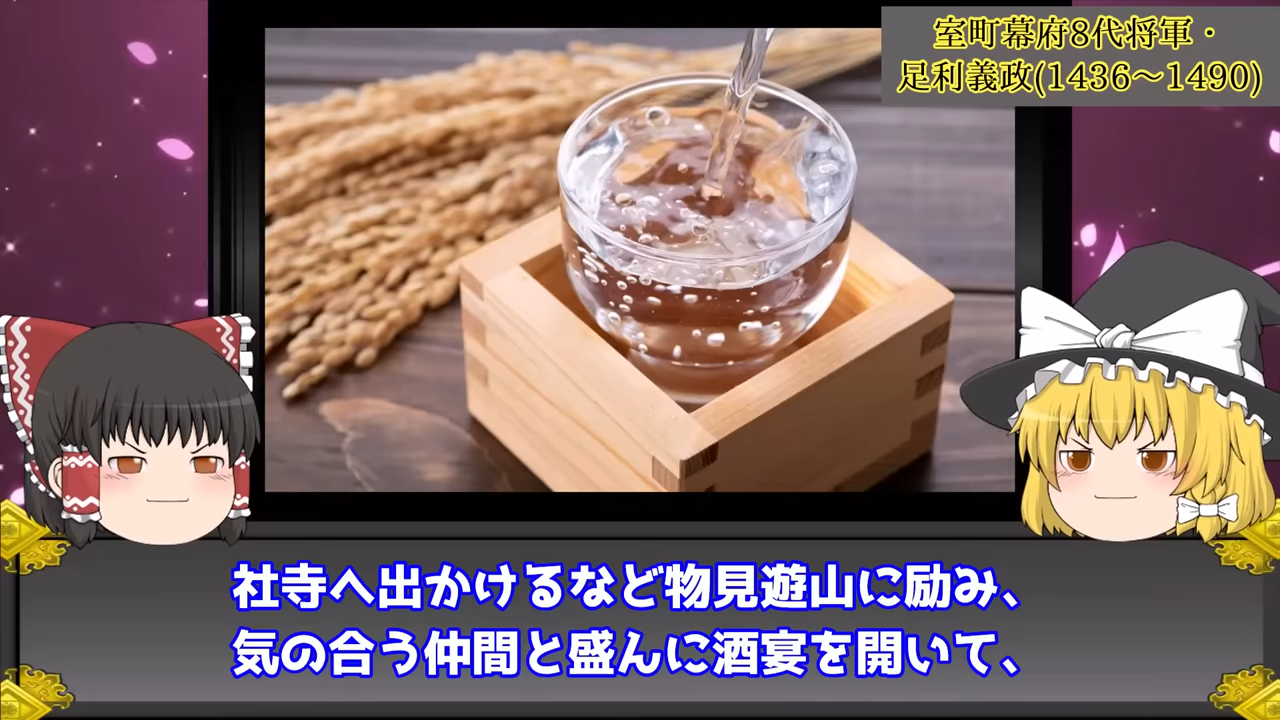 室町幕府8代将軍・
足利義政(1436～1490)
社寺へ出かけるなど物見遊山に励み、
気の合う仲間と盛んに酒宴を開いて、